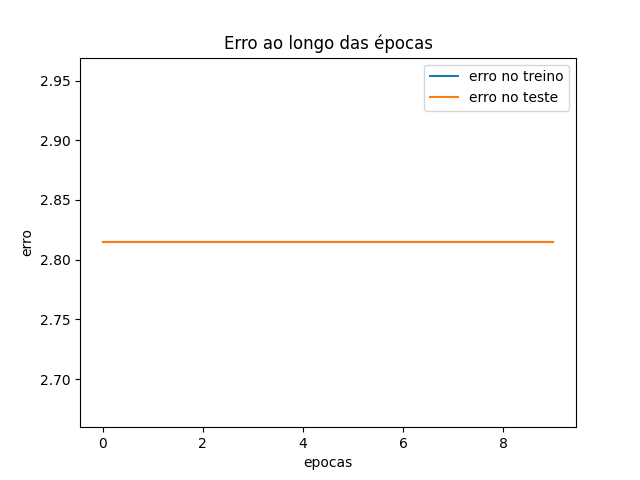 Erro ao longo das épocas
erro no treino
erro no teste
2.95
2.90
2.85
2.80
2.75
2.70
erro
0 2 4 6 8
epocas